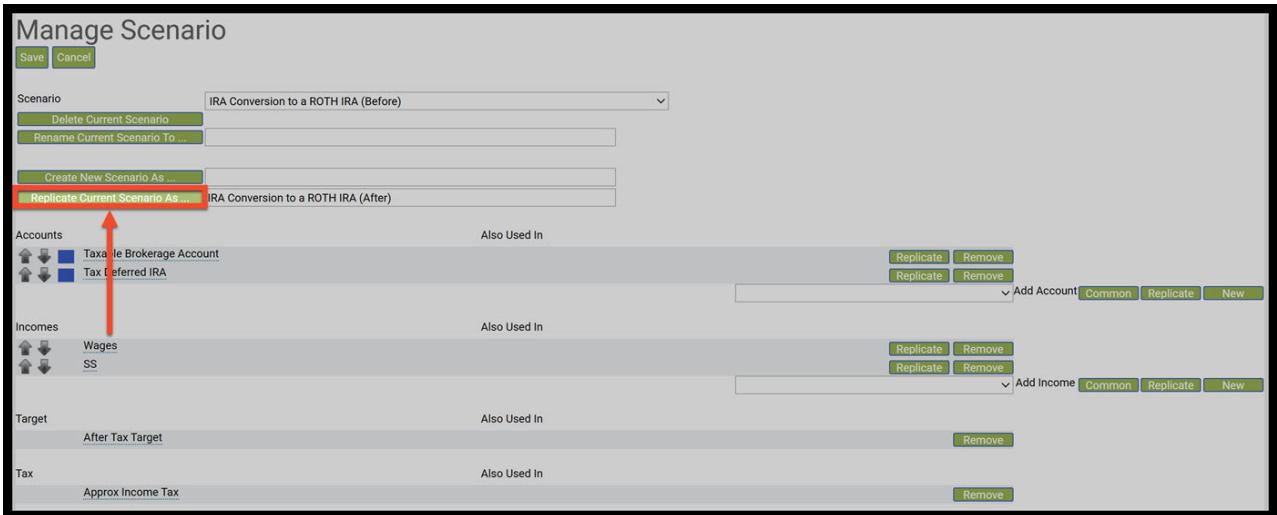 Manage Scenario
Save Cancel
Scenario IRA Conversion to a ROTH IRA (Before)
Delete Current Scenario
Rename Current Scenario To ...
Create New Scenario As ...
Replicate Current Scenario As ... IRA Conversion to a ROTH IRA (After)
Accounts Also Used In
Taxable Brokerage Account Replicate Remove
Tax Deferred IRA Replicate Remove
Add Account Common Replicate New
Incomes Also Used In
Wages Replicate Remove
SS Replicate Remove
Add Income Common Replicate New
Target Also Used In
After Tax Target Remove
Tax Also Used In
Approx Income Tax Remove